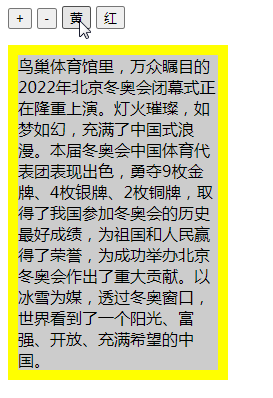 + - 黄 红
鸟巢体育馆里，万众瞩目的
2022年北京冬奥会闭幕式正
在隆重上演。灯火璀璨，如
梦如幻，充满了中国式浪
漫。本届冬奥会中国体育代
表团表现出色，勇夺9枚金
牌、4枚银牌、2枚铜牌，取
得了我国参加冬奥会的历史
最好成绩，为祖国和人民赢
得了荣誉，为成功举办北京
冬奥会作出了重大贡献。以
冰雪为媒，透过冬奥窗口，
世界看到了一个阳光、富
强、开放、充满希望的中
国。